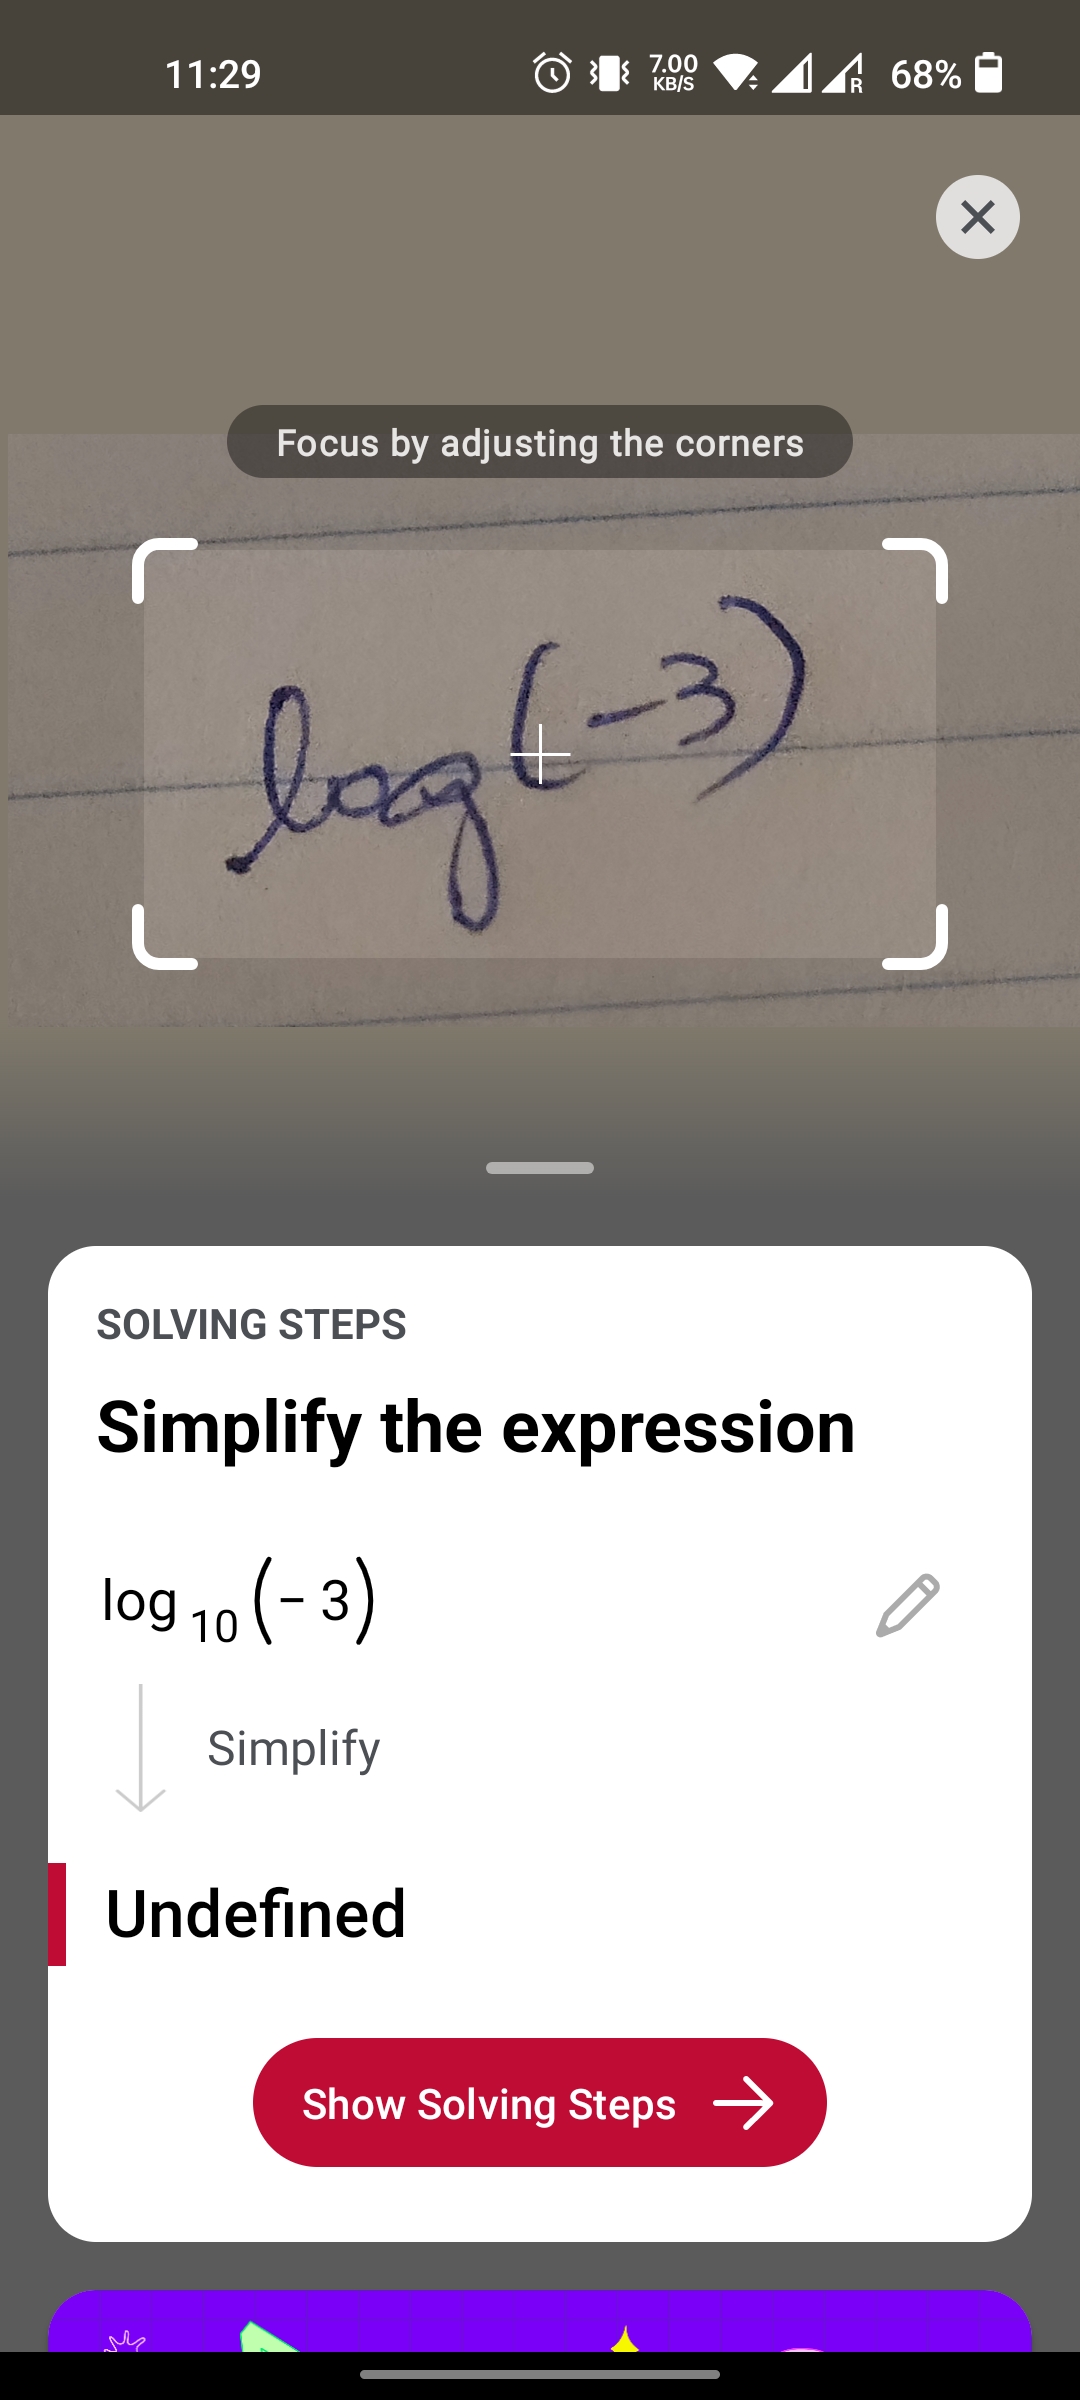 11:29 7.00 KB/S R 68%
Focus by adjusting the corners
log(-3)
SOLVING STEPS
Simplify the expression
log 10 (- 3)
Simplify
Undefined
Show Solving Steps